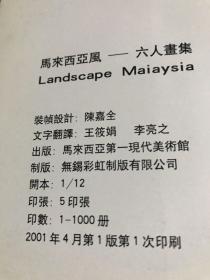 馬來西亞風 — 六人畫集
Landscape Maiaysia
裝幀設計：陳嘉全
文字翻譯：王筱娟 李亮之
出版：馬來西亞第一現代美術館
制版：無錫彩虹制版有限公司
開本：1/12
印張：5印張
印數：1-1000册
2001年4月第1版第1次印刷